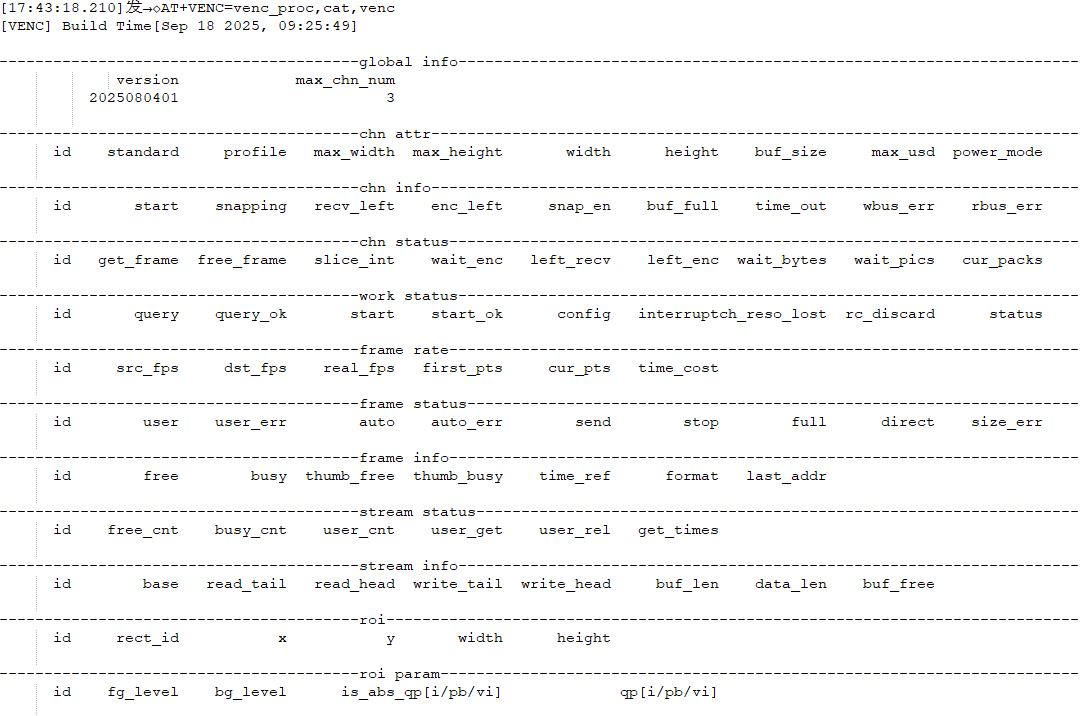 [17:43:18.210]发→◇AT+VENC=venc_proc,cat,venc
[VENC] Build Time[Sep 18 2025, 09:25:49]
----------------------------------------global info---------------------------------------------------------------------
version max_chn_num
2025080401 3
----------------------------------------chn attr------------------------------------------------------------------------
id standard profile max_width max_height width height buf_size max_usd power_mode
----------------------------------------chn info------------------------------------------------------------------------
id start snapping recv_left enc_left snap_en buf_full time_out wbus_err rbus_err
----------------------------------------chn status----------------------------------------------------------------------
id get_frame free_frame slice_int wait_enc left_recv left_enc wait_bytes wait_pics cur_packs
----------------------------------------work status---------------------------------------------------------------------
id query query_ok start start_ok config interruptch_reso_lost rc_discard status
----------------------------------------frame rate----------------------------------------------------------------------
id src_fps dst_fps real_fps first_pts cur_pts time_cost
----------------------------------------frame status--------------------------------------------------------------------
id user user_err auto auto_err send stop full direct size_err
----------------------------------------frame info----------------------------------------------------------------------
id free busy thumb_free thumb_busy time_ref format last_addr
----------------------------------------stream status-------------------------------------------------------------------
id free_cnt busy_cnt user_cnt user_get user_rel get_times
----------------------------------------stream info---------------------------------------------------------------------
id base read_tail read_head write_tail write_head buf_len data_len buf_free
----------------------------------------roi-----------------------------------------------------------------------------
id rect_id x y width height
----------------------------------------roi param-----------------------------------------------------------------------
id fg_level bg_level is_abs_qp[i/pb/vi] qp[i/pb/vi]